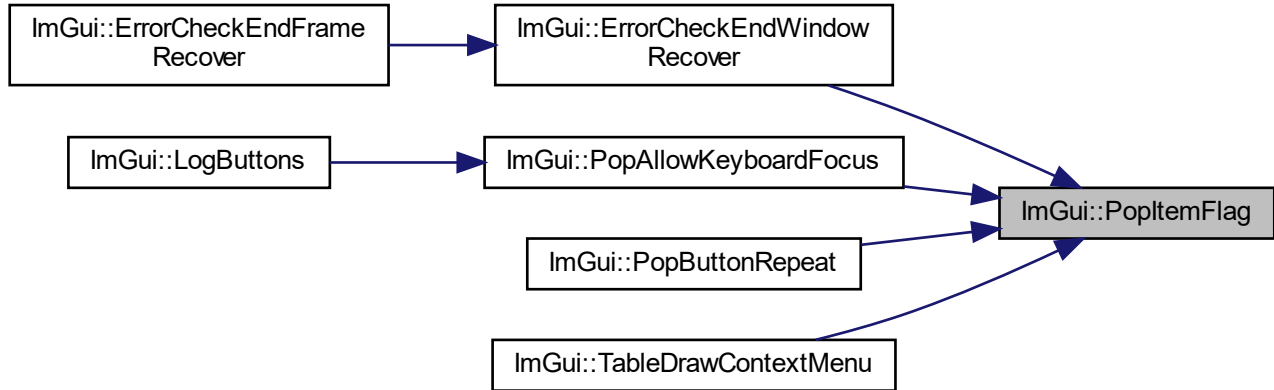 ImGui::ErrorCheckEndFrame
Recover
ImGui::ErrorCheckEndWindow
Recover
ImGui::LogButtons
ImGui::PopAllowKeyboardFocus
ImGui::PopItemFlag
ImGui::PopButtonRepeat
ImGui::TableDrawContextMenu